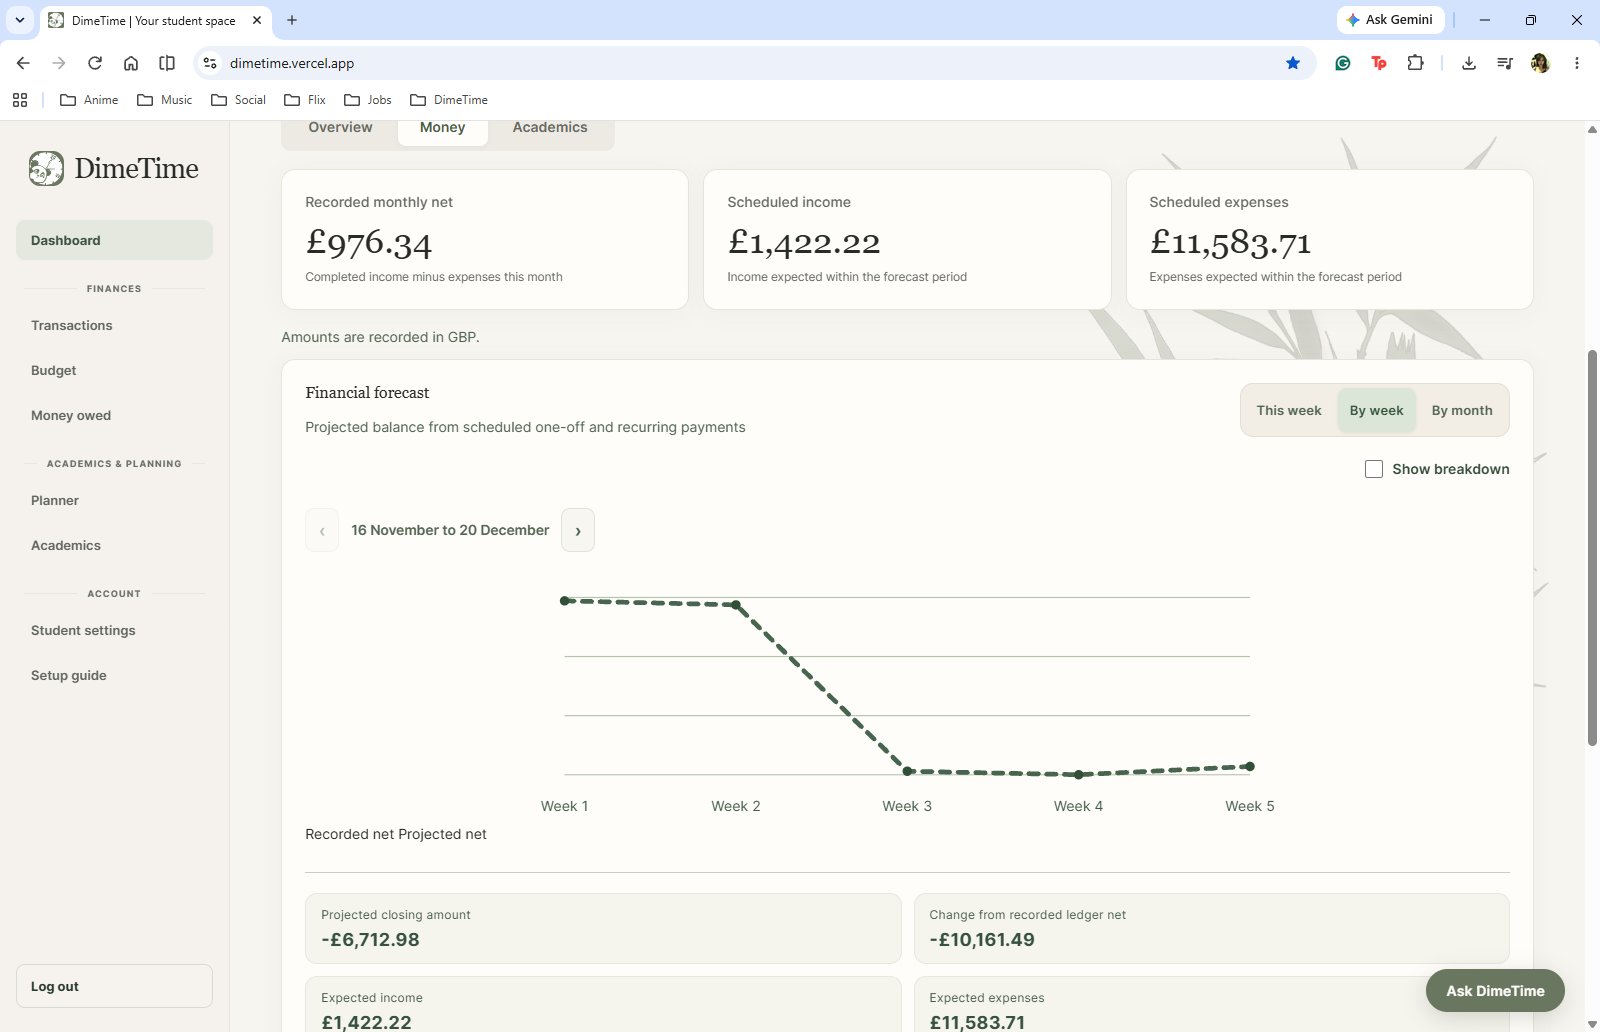 DimeTime | Your student space
Ask Gemini
dimetime.vercel.app
Anime
Music
Social
Flix
Jobs
DimeTime
DimeTime
Dashboard
FINANCES
Transactions
Budget
Money owed
ACADEMICS & PLANNING
Planner
Academics
ACCOUNT
Student settings
Setup guide
Log out
Overview
Money
Academics
Recorded monthly net
£976.34
Completed income minus expenses this month
Scheduled income
£1,422.22
Income expected within the forecast period
Scheduled expenses
£11,583.71
Expenses expected within the forecast period
Amounts are recorded in GBP.
Financial forecast
Projected balance from scheduled one-off and recurring payments
This week
By week
By month
Show breakdown
16 November to 20 December
Week 1
Week 2
Week 3
Week 4
Week 5
Recorded net Projected net
Projected closing amount
-£6,712.98
Change from recorded ledger net
-£10,161.49
Expected income
£1,422.22
Expected expenses
£11,583.71
Ask DimeTime